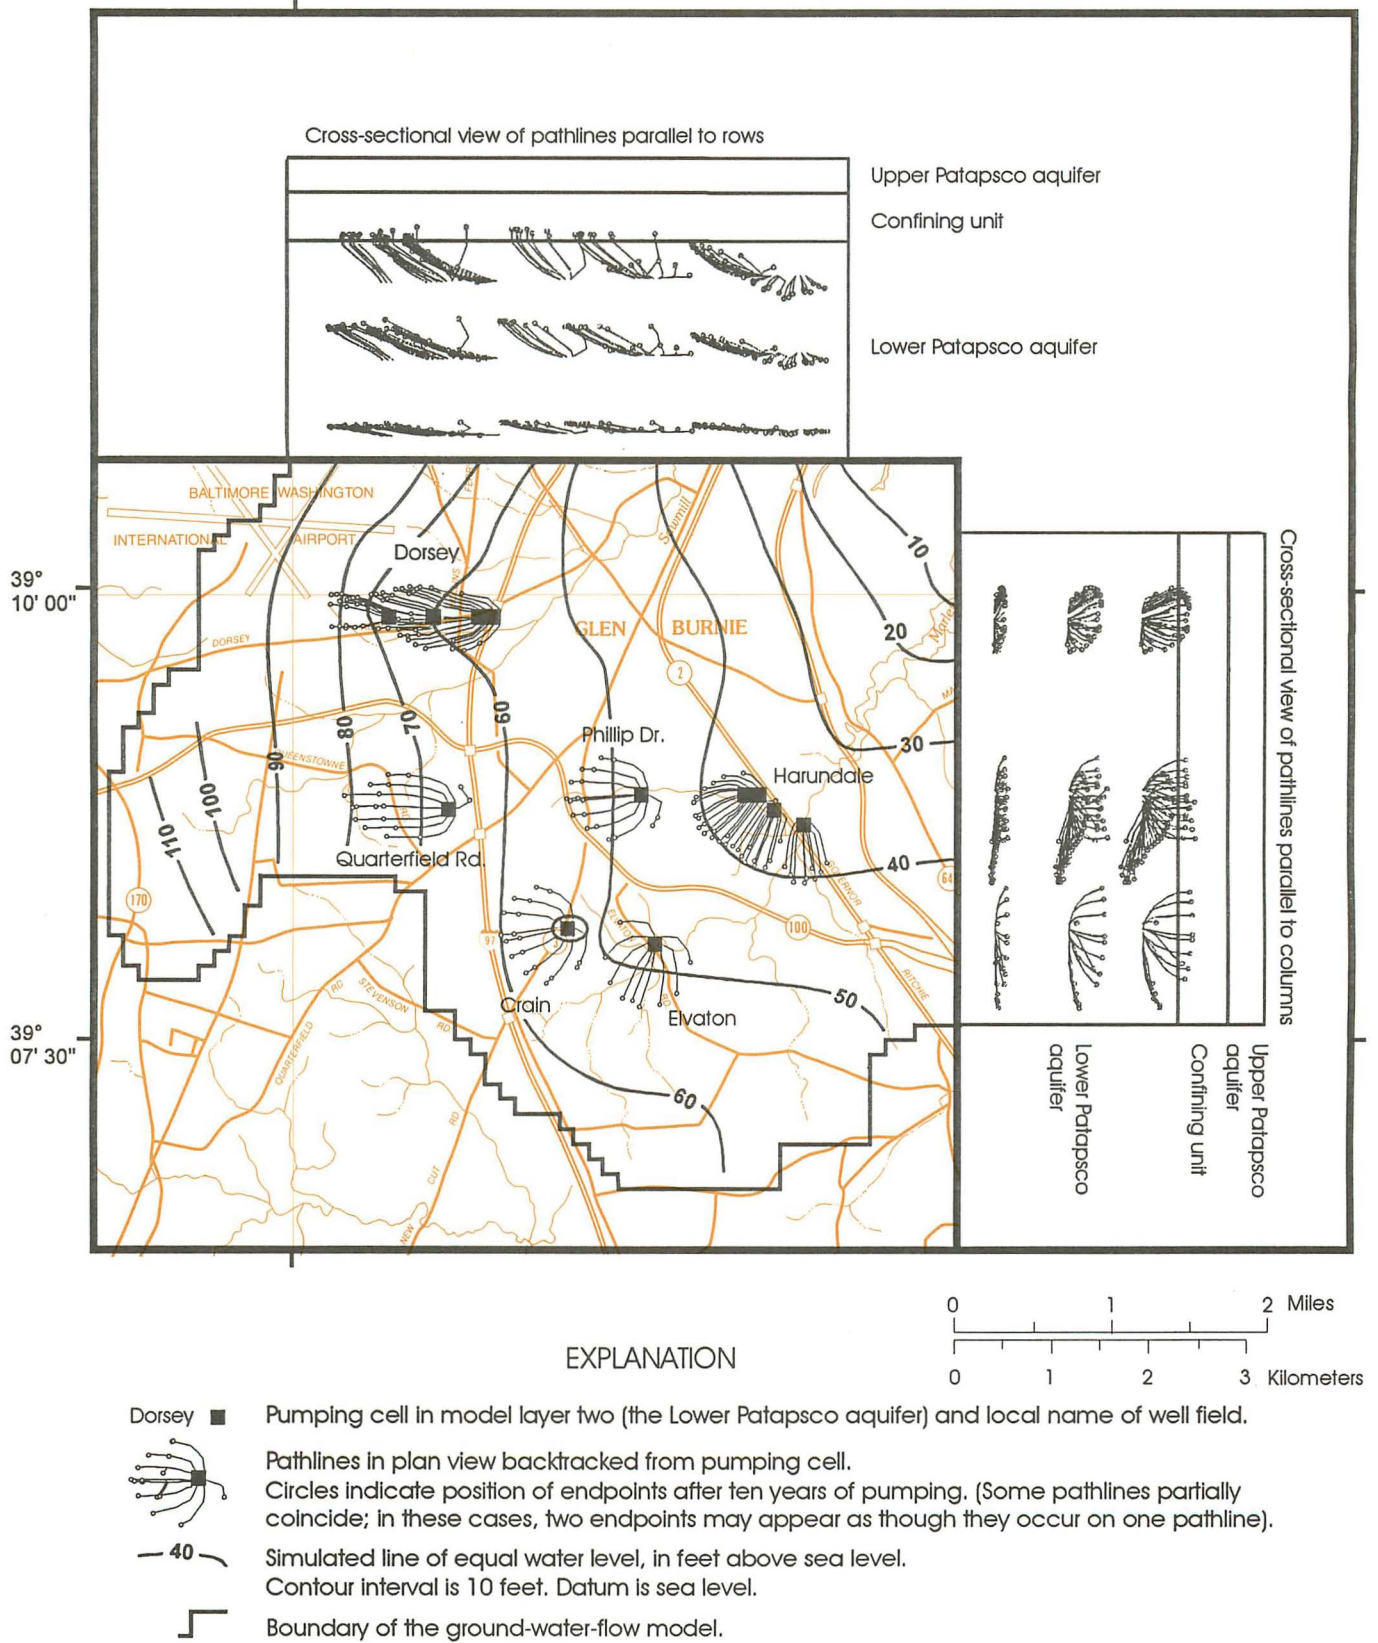 Cross-sectional view of pathlines parallel to rows
Upper Patapsco aquifer
Confining unit
Lower Patapsco aquifer
BALTIMORE WASHINGTON
INTERNATIONAL AIRPORT
Dorsey
39°
10' 00"
DORSEY
GLEN BURNIE
Sawmill
10
20
30
2
90
80
70
60
Phillip Dr.
Harundale
QUEENSTOWNE
100
110
Quarterfield Rd.
40
GOVERNOR
170
97
3
ELVATON
RD
100
RITCHIE
Crain
Elvaton
50
RD
STEVENSON
RD
QUARTERFIELD
39°
07' 30"
60
RD
CUT
NEW
Cross-sectional view of pathlines parallel to columns
Upper Patapsco
aquifer
Confining unit
Lower Patapsco
aquifer
0 1 2 Miles
0 1 2 3 Kilometers
EXPLANATION
Dorsey Pumping cell in model layer two (the Lower Patapsco aquifer) and local name of well field.
Pathlines in plan view backtracked from pumping cell.
Circles indicate position of endpoints after ten years of pumping. (Some pathlines partially
coincide; in these cases, two endpoints may appear as though they occur on one pathline).
40 Simulated line of equal water level, in feet above sea level.
Contour interval is 10 feet. Datum is sea level.
Boundary of the ground-water-flow model.